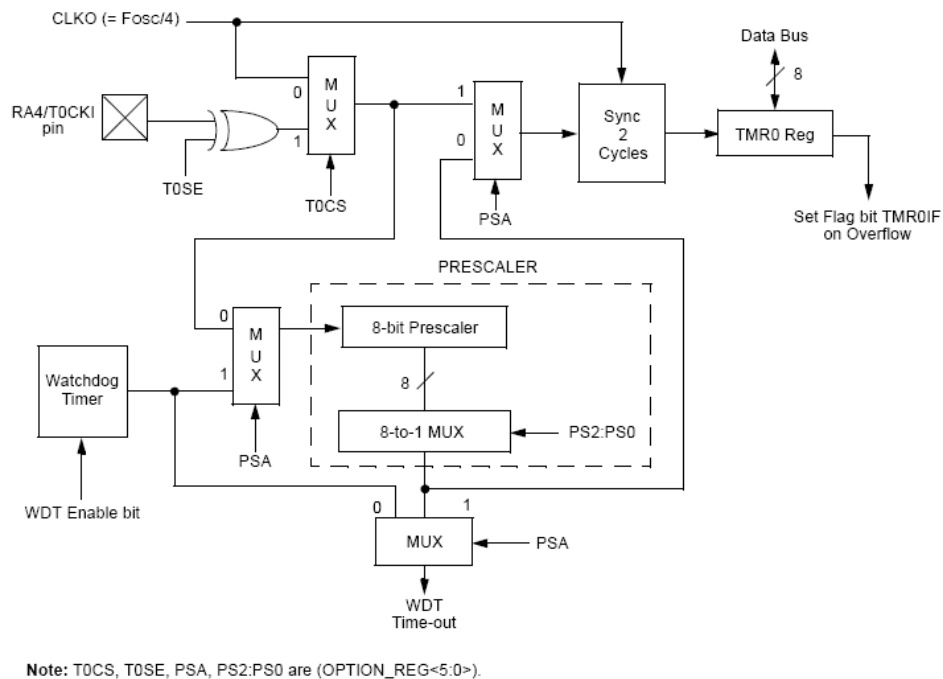 CLKO (= Fosc/4)
Data Bus
8
RA4/T0CKI
pin
T0SE
0
1
M
U
X
T0CS
1
0
M
U
X
PSA
Sync
2
Cycles
TMR0 Reg
Set Flag bit TMR0IF
on Overflow
PRESCALER
0
1
M
U
X
PSA
8-bit Prescaler
8
8-to-1 MUX
PS2:PS0
Watchdog
Timer
WDT Enable bit
0
1
MUX
PSA
WDT
Time-out
Note: T0CS, T0SE, PSA, PS2:PS0 are (OPTION_REG<5:0>).